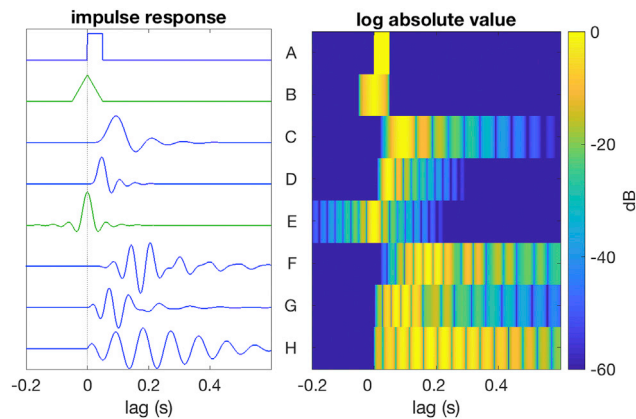 impulse response
log absolute value
A
B
C
D
E
F
G
H
-0.2
0
0.2
0.4
lag (s)
-0.2
0
0.2
0.4
lag (s)
0
-20
-40
-60
dB